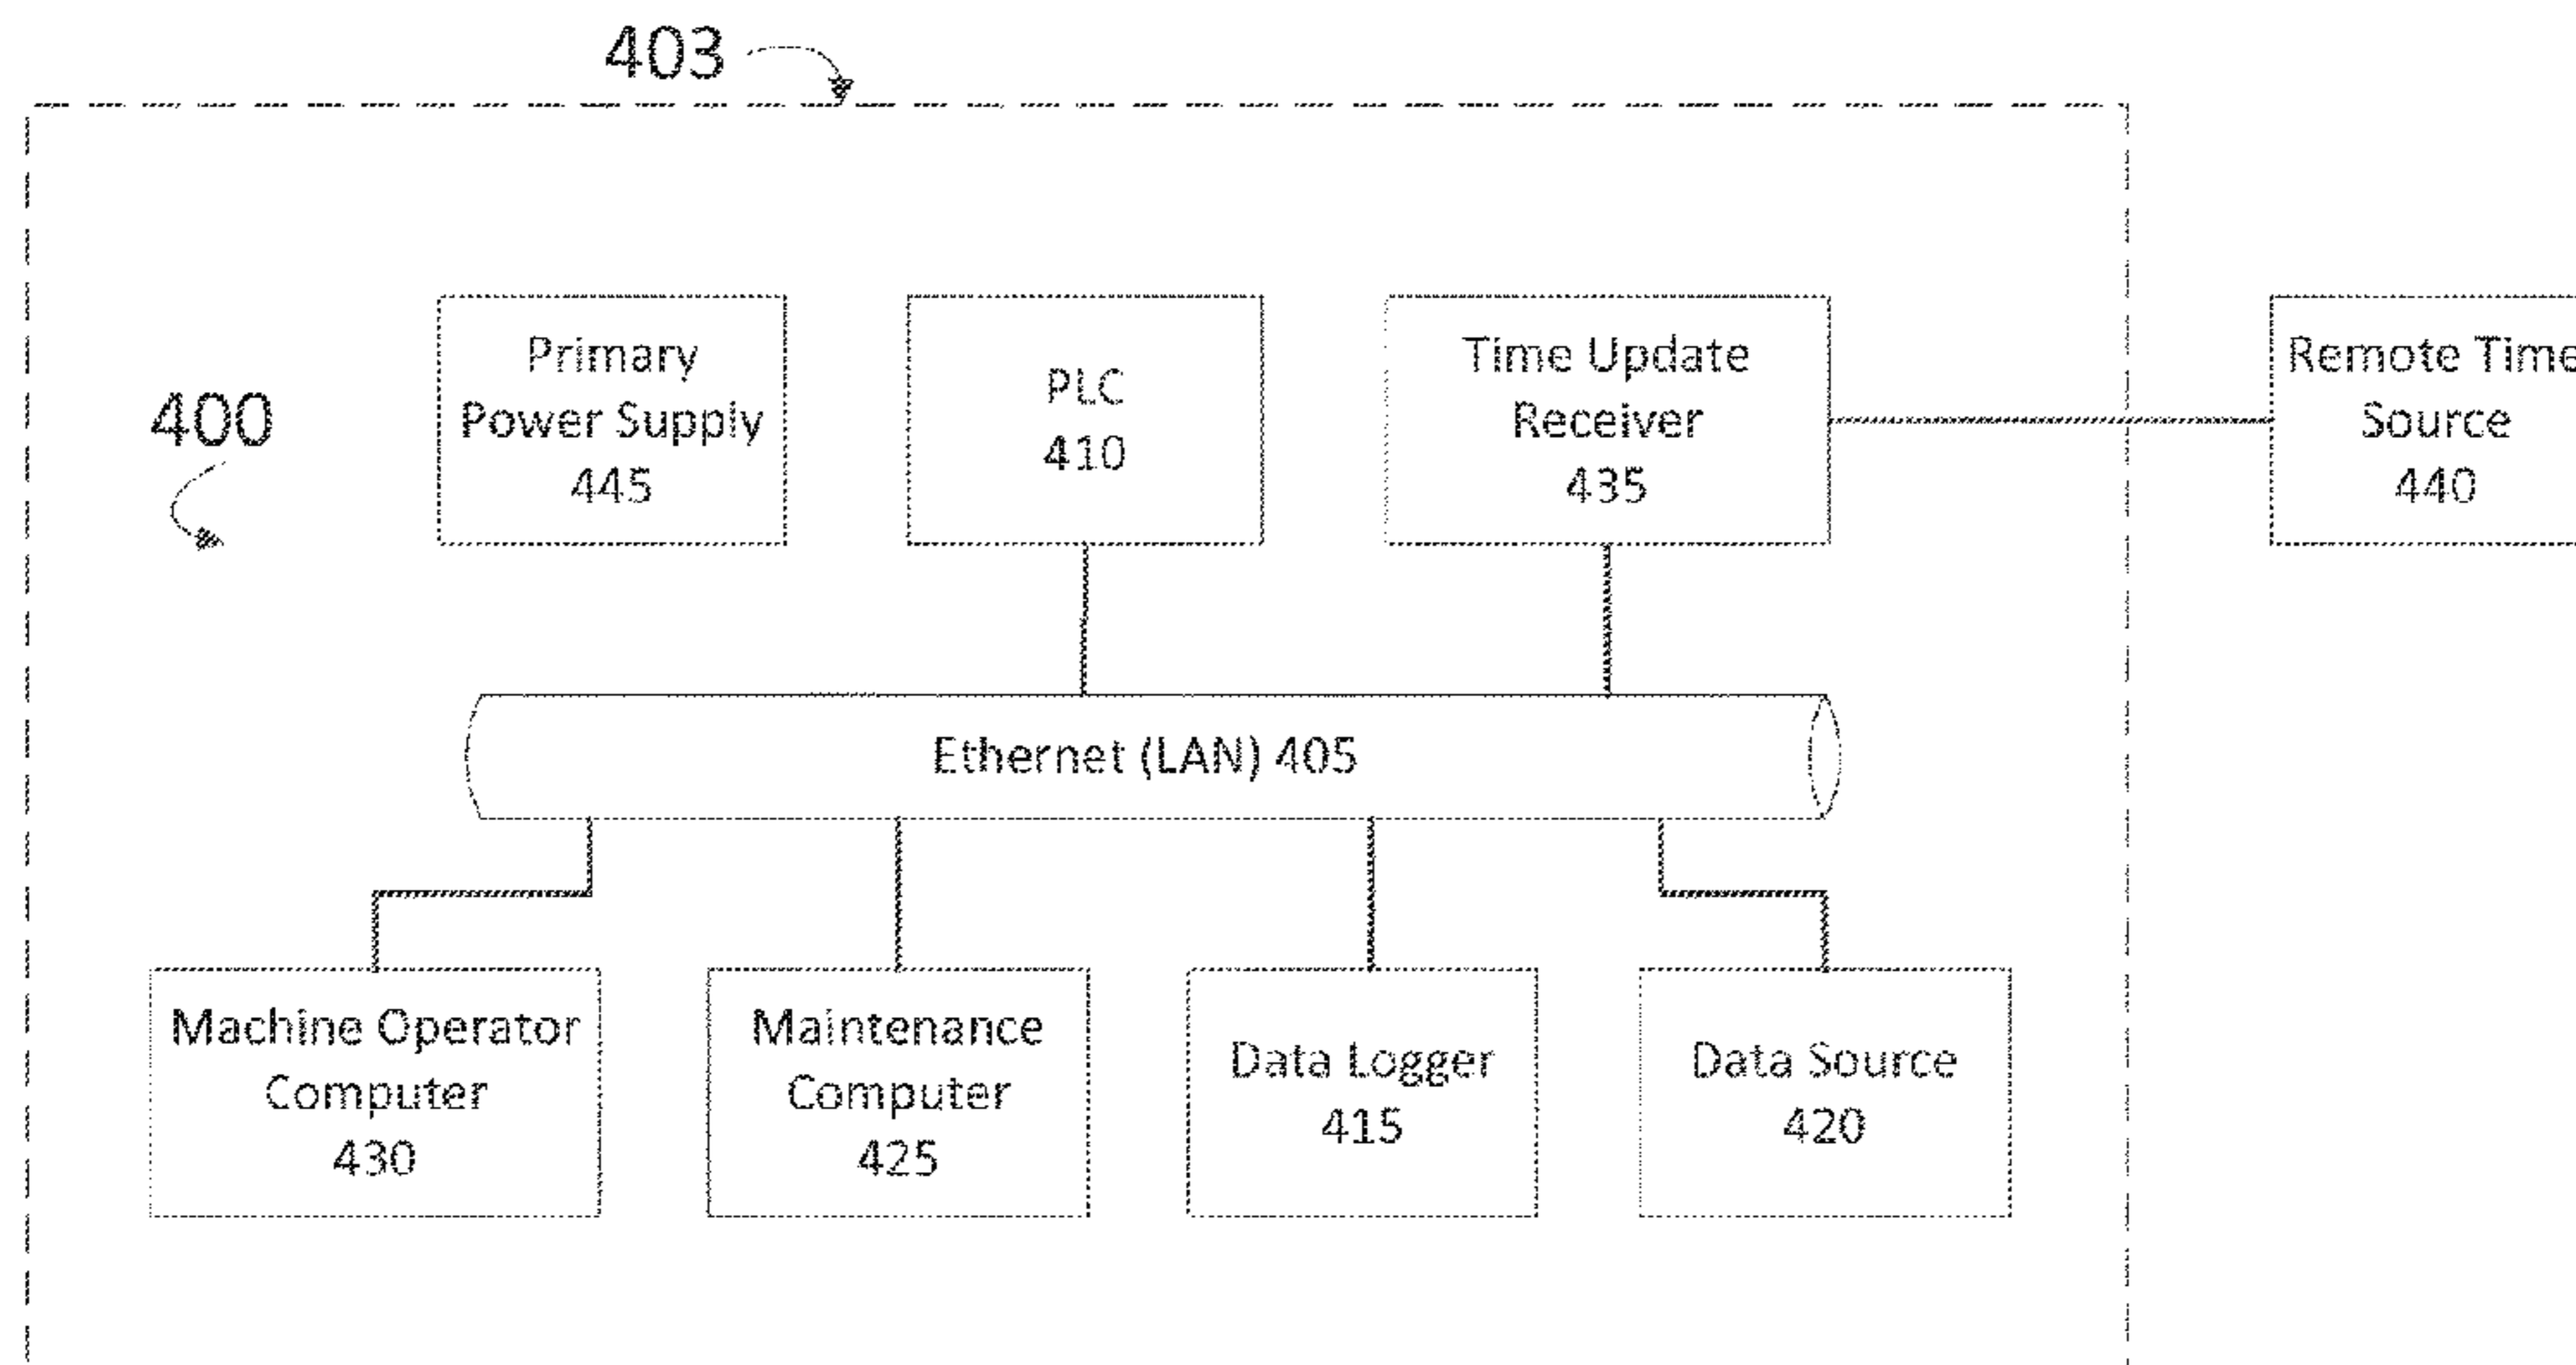 403
400
Primary
Power Supply
445
PLC
410
Time Update
Receiver
435
Remote Time
Source
440
Ethernet (LAN) 405
Machine Operator
Computer
430
Maintenance
Computer
425
Data Logger
415
Data Source
420